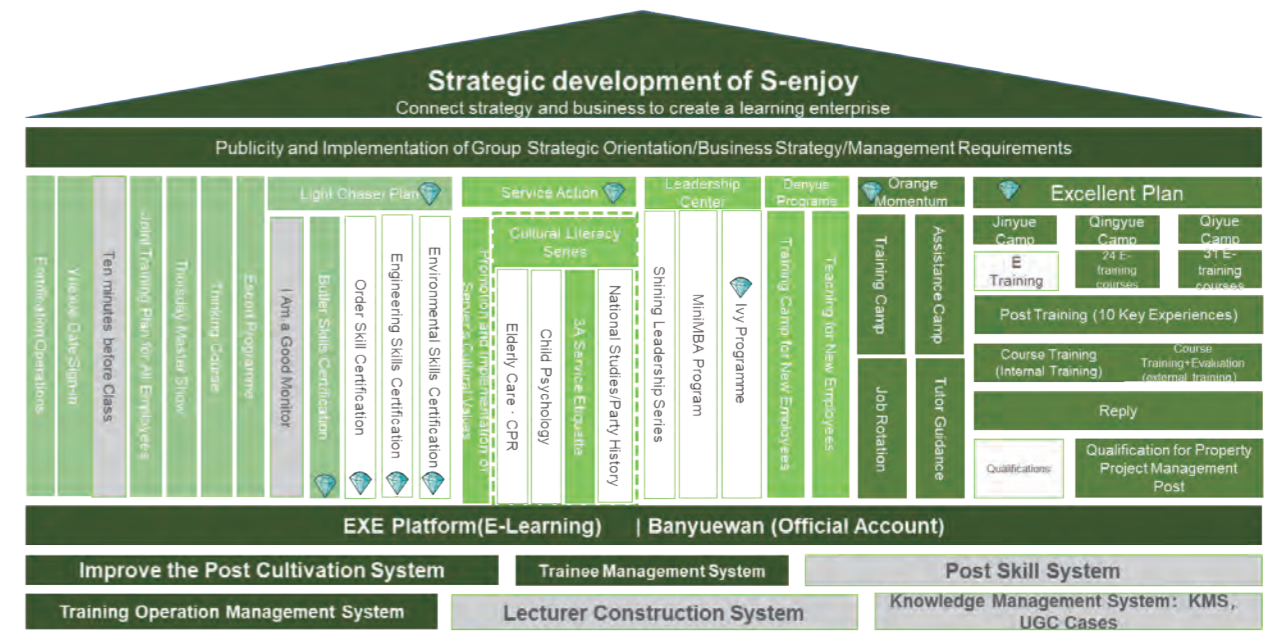 Strategic development of S-enjoy
Connect strategy and business to create a learning enterprise
Publicity and Implementation of Group Strategic Orientation/Business Strategy/Management Requirements
Fortification Operations
Yileave Date Sign-in
Ten minutes before Class
Joint Training Plan for All Employees
Thursday Master Show
Thinking Course
Escort Programme
Light Chaser Plan
I Am a Good Monitor
Butler Skills Certification
Order Skill Certification
Engineering Skills Certification
Environmental Skills Certification
Service Action
Promotion and Implementation of
Service Cultural Values
Cultural Literacy
Series
Elderly Care · CPR
Child Psychology
3A Service Etiquette
National Studies/Party History
Leadership
Center
Shining Leadership Series
MiniMBA Program
Ivy Programme
Denyue
Programs
Training Camp for New Employees
Teaching for New Employees
Orange
Momentum
Training Camp
Assistance Camp
Job Rotation
Tutor Guidance
Excellent Plan
Jinyue
Camp
Qingyue
Camp
Qiyue
Camp
E
Training
24 E-
training
courses
31 E-
training
courses
Post Training (10 Key Experiences)
Course Training
(Internal Training)
Course
Training+Evaluation
(external training)
Reply
Qualifications
Qualification for Property
Project Management
Post
EXE Platform(E-Learning) | Banyuewan (Official Account)
Improve the Post Cultivation System
Trainee Management System
Post Skill System
Training Operation Management System
Lecturer Construction System
Knowledge Management System: KMS,
UGC Cases